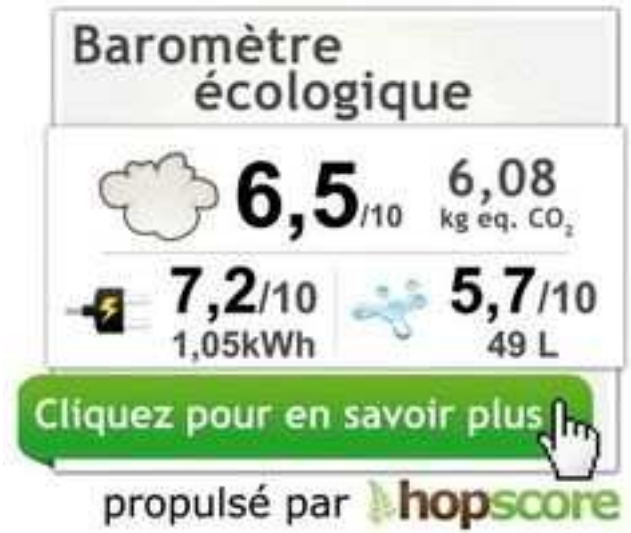 Baromètre
écologique
6,5/10
6,08
kg eq. CO₂
7,2/10
1,05kWh
5,7/10
49 L
Cliquez pour en savoir plus
propulsé par hopscore